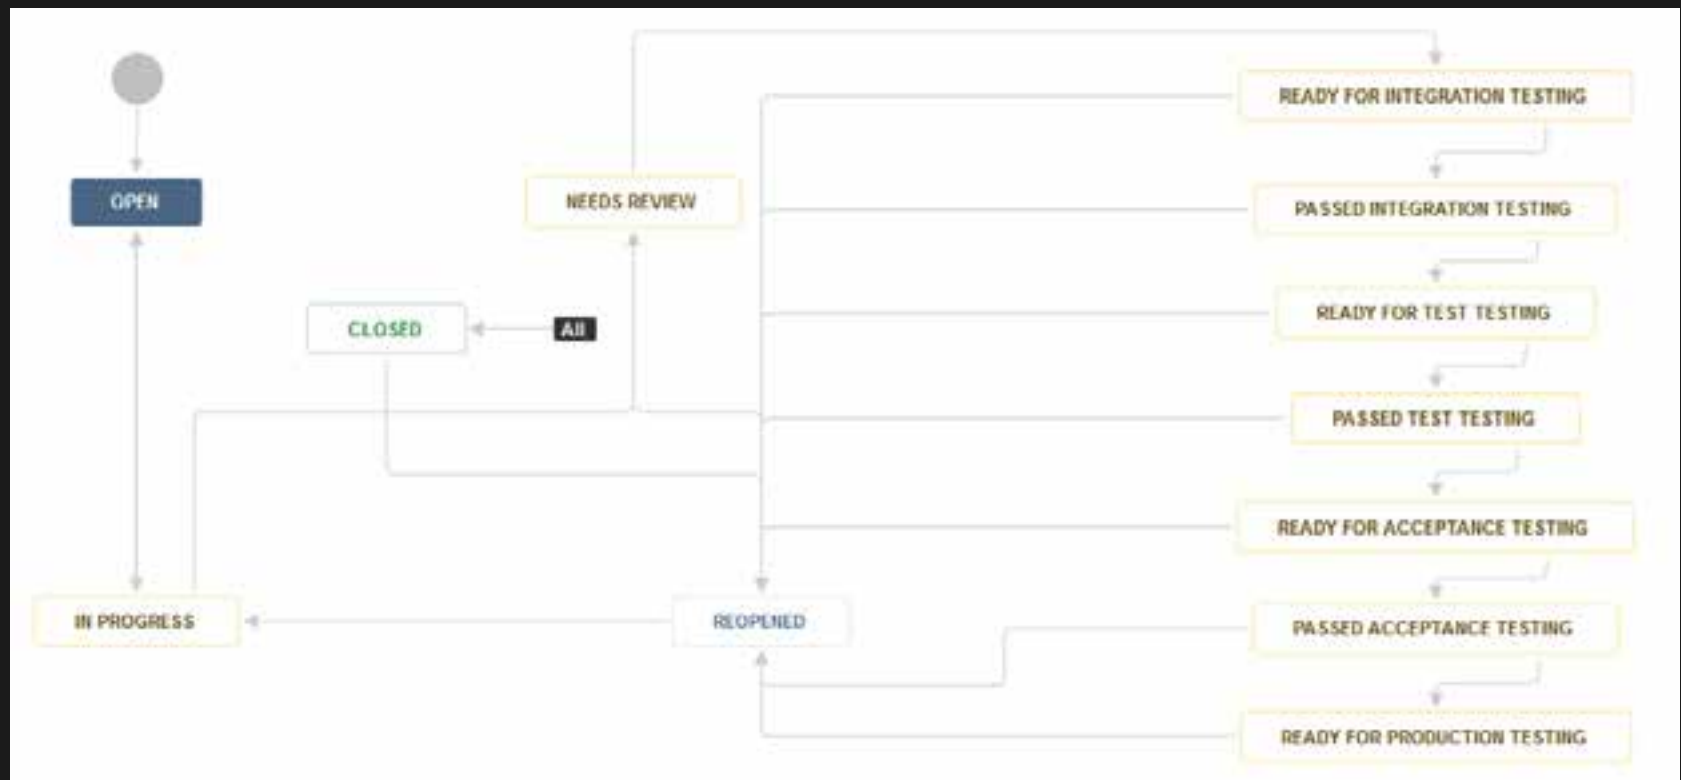 READY FOR INTEGRATION TESTING
OPEN
NEEDS REVIEW
PASSED INTEGRATION TESTING
READY FOR TEST TESTING
CLOSED
All
PASSED TEST TESTING
READY FOR ACCEPTANCE TESTING
IN PROGRESS
REOPENED
PASSED ACCEPTANCE TESTING
READY FOR PRODUCTION TESTING